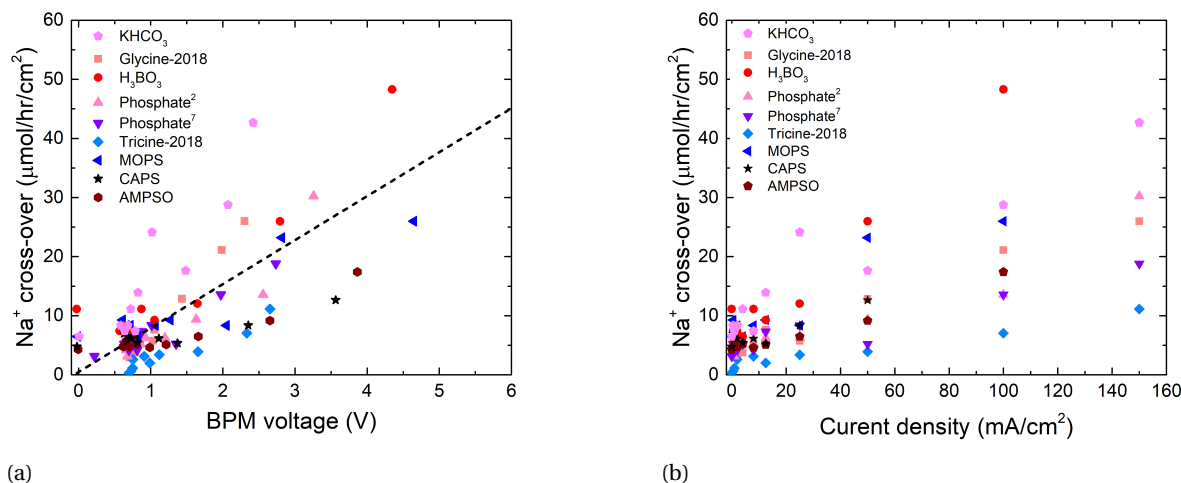 60
50
40
30
20
10
0
Na⁺ cross-over (μmol/hr/cm²)
KHCO₃
Glycine-2018
H₃BO₃
Phosphate²
Phosphate⁷
Tricine-2018
MOPS
CAPS
AMPSO
0 1 2 3 4 5 6
BPM voltage (V)
(a)
60
50
40
30
20
10
0
Na⁺ cross-over (μmol/hr/cm²)
KHCO₃
Glycine-2018
H₃BO₃
Phosphate²
Phosphate⁷
Tricine-2018
MOPS
CAPS
AMPSO
0 20 40 60 80 100 120 140 160
Curent density (mA/cm²)
(b)